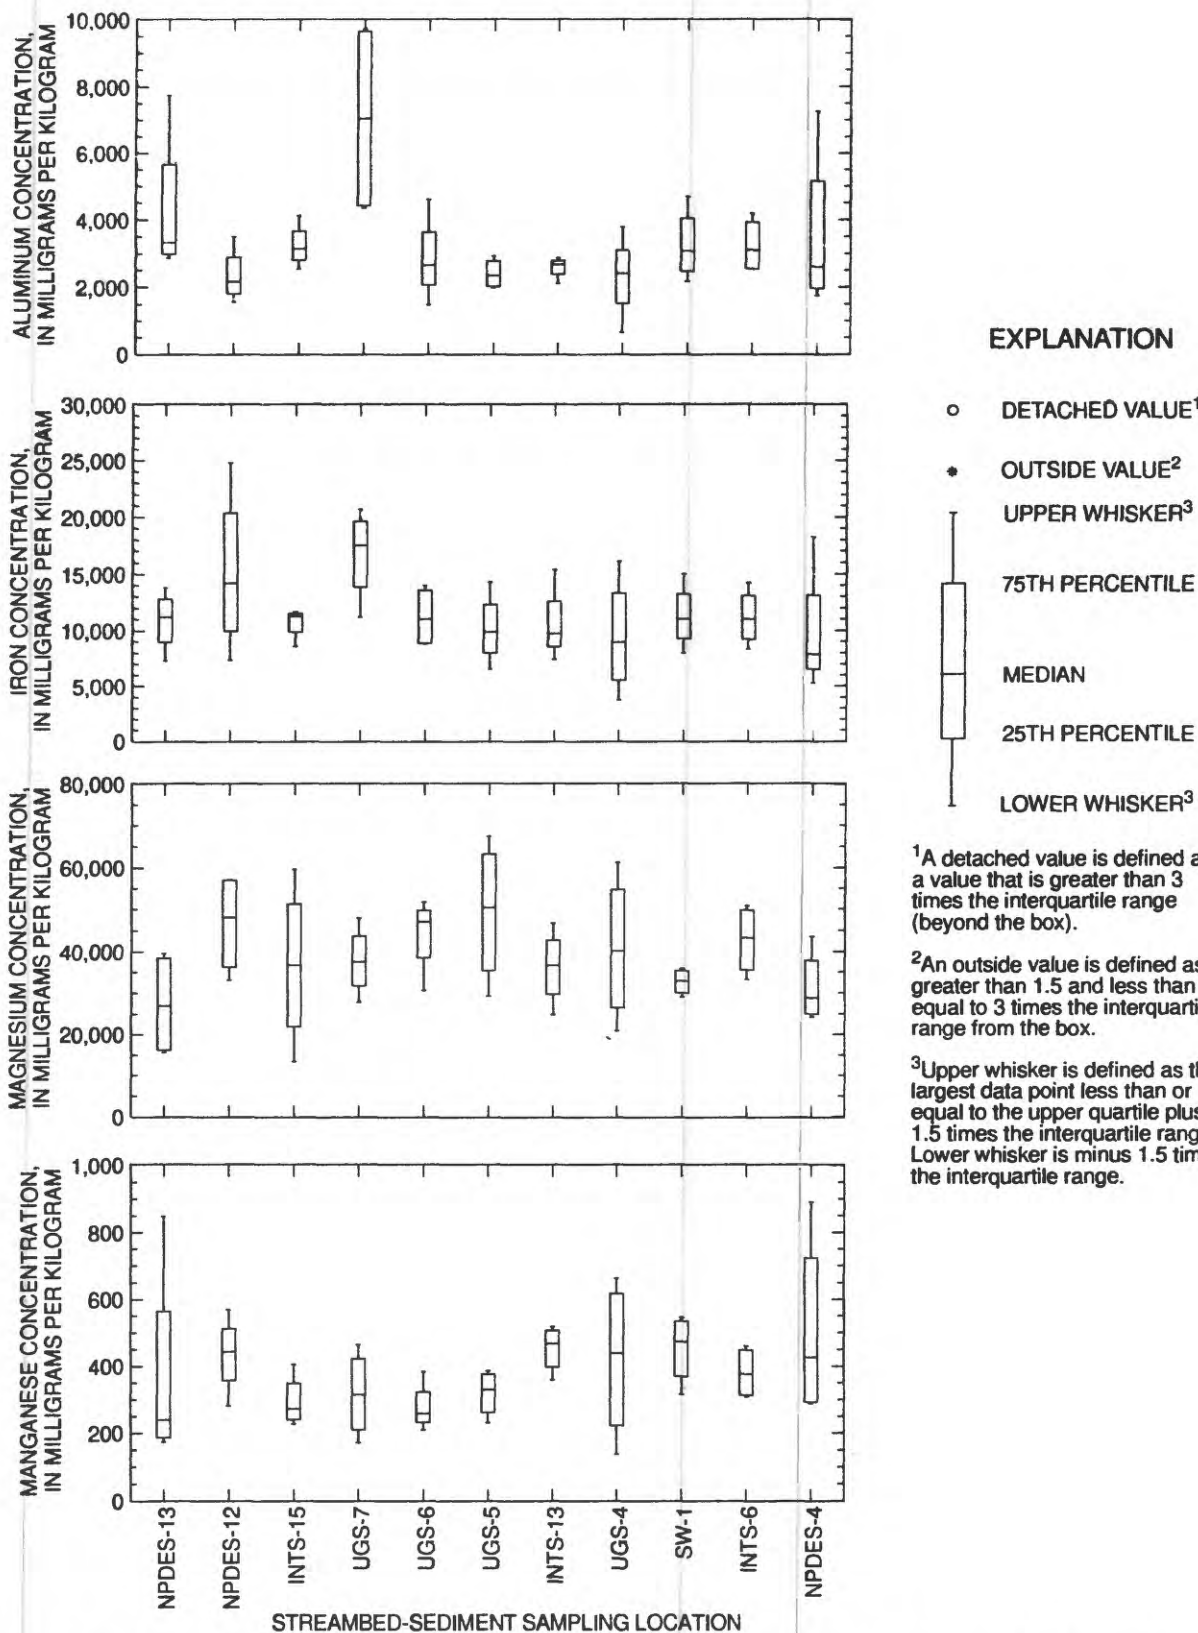 ALUMINUM CONCENTRATION,
IN MILLIGRAMS PER KILOGRAM
10,000
8,000
6,000
4,000
2,000
0
IRON CONCENTRATION,
IN MILLIGRAMS PER KILOGRAM
30,000
25,000
20,000
15,000
10,000
5,000
0
MAGNESIUM CONCENTRATION,
IN MILLIGRAMS PER KILOGRAM
80,000
60,000
40,000
20,000
0
MANGANESE CONCENTRATION,
IN MILLIGRAMS PER KILOGRAM
1,000
800
600
400
200
0
NPDES-13
NPDES-12
INTS-15
UGS-7
UGS-6
UGS-5
INTS-13
UGS-4
SW-1
INTS-6
NPDES-4
STREAMBED-SEDIMENT SAMPLING LOCATION
EXPLANATION
DETACHED VALUE1
OUTSIDE VALUE2
UPPER WHISKER3
75TH PERCENTILE
MEDIAN
25TH PERCENTILE
LOWER WHISKER3
1A detached value is defined a
a value that is greater than 3
times the interquartile range
(beyond the box).
2An outside value is defined as
greater than 1.5 and less than
equal to 3 times the interquarti
range from the box.
3Upper whisker is defined as th
largest data point less than or
equal to the upper quartile plus
1.5 times the interquartile rang
Lower whisker is minus 1.5 tim
the interquartile range.